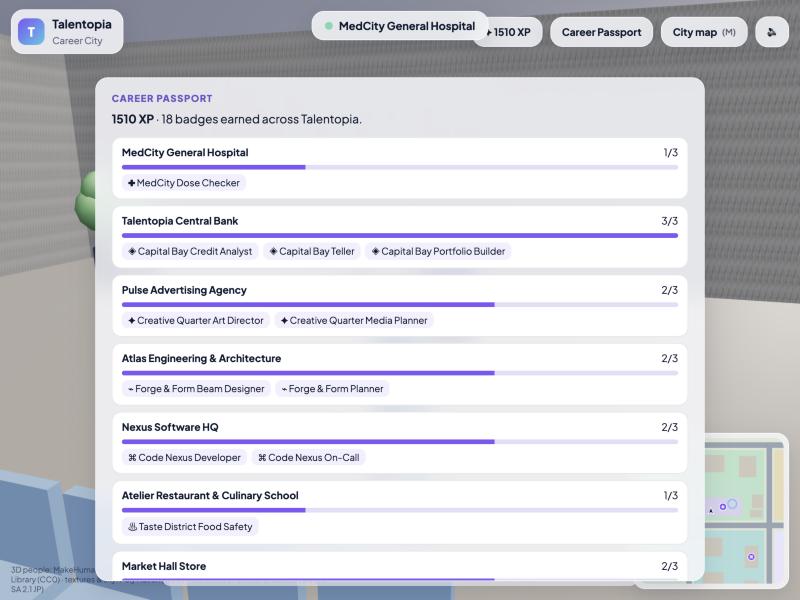 T
Talentopia
Career City
MedCity General Hospital
1510 XP
Career Passport
City map (M)
CAREER PASSPORT
1510 XP · 18 badges earned across Talentopia.
MedCity General Hospital 1/3
✚ MedCity Dose Checker
Talentopia Central Bank 3/3
◈ Capital Bay Credit Analyst ◈ Capital Bay Teller ◈ Capital Bay Portfolio Builder
Pulse Advertising Agency 2/3
✦ Creative Quarter Art Director ✦ Creative Quarter Media Planner
Atlas Engineering & Architecture 2/3
⌁ Forge & Form Beam Designer ⌁ Forge & Form Planner
Nexus Software HQ 2/3
⌘ Code Nexus Developer ⌘ Code Nexus On-Call
Atelier Restaurant & Culinary School 1/3
♨ Taste District Food Safety
Market Hall Store 2/3
3D people: MakeHuma
Library (CC0) · textures &
SA 2.1 JP)